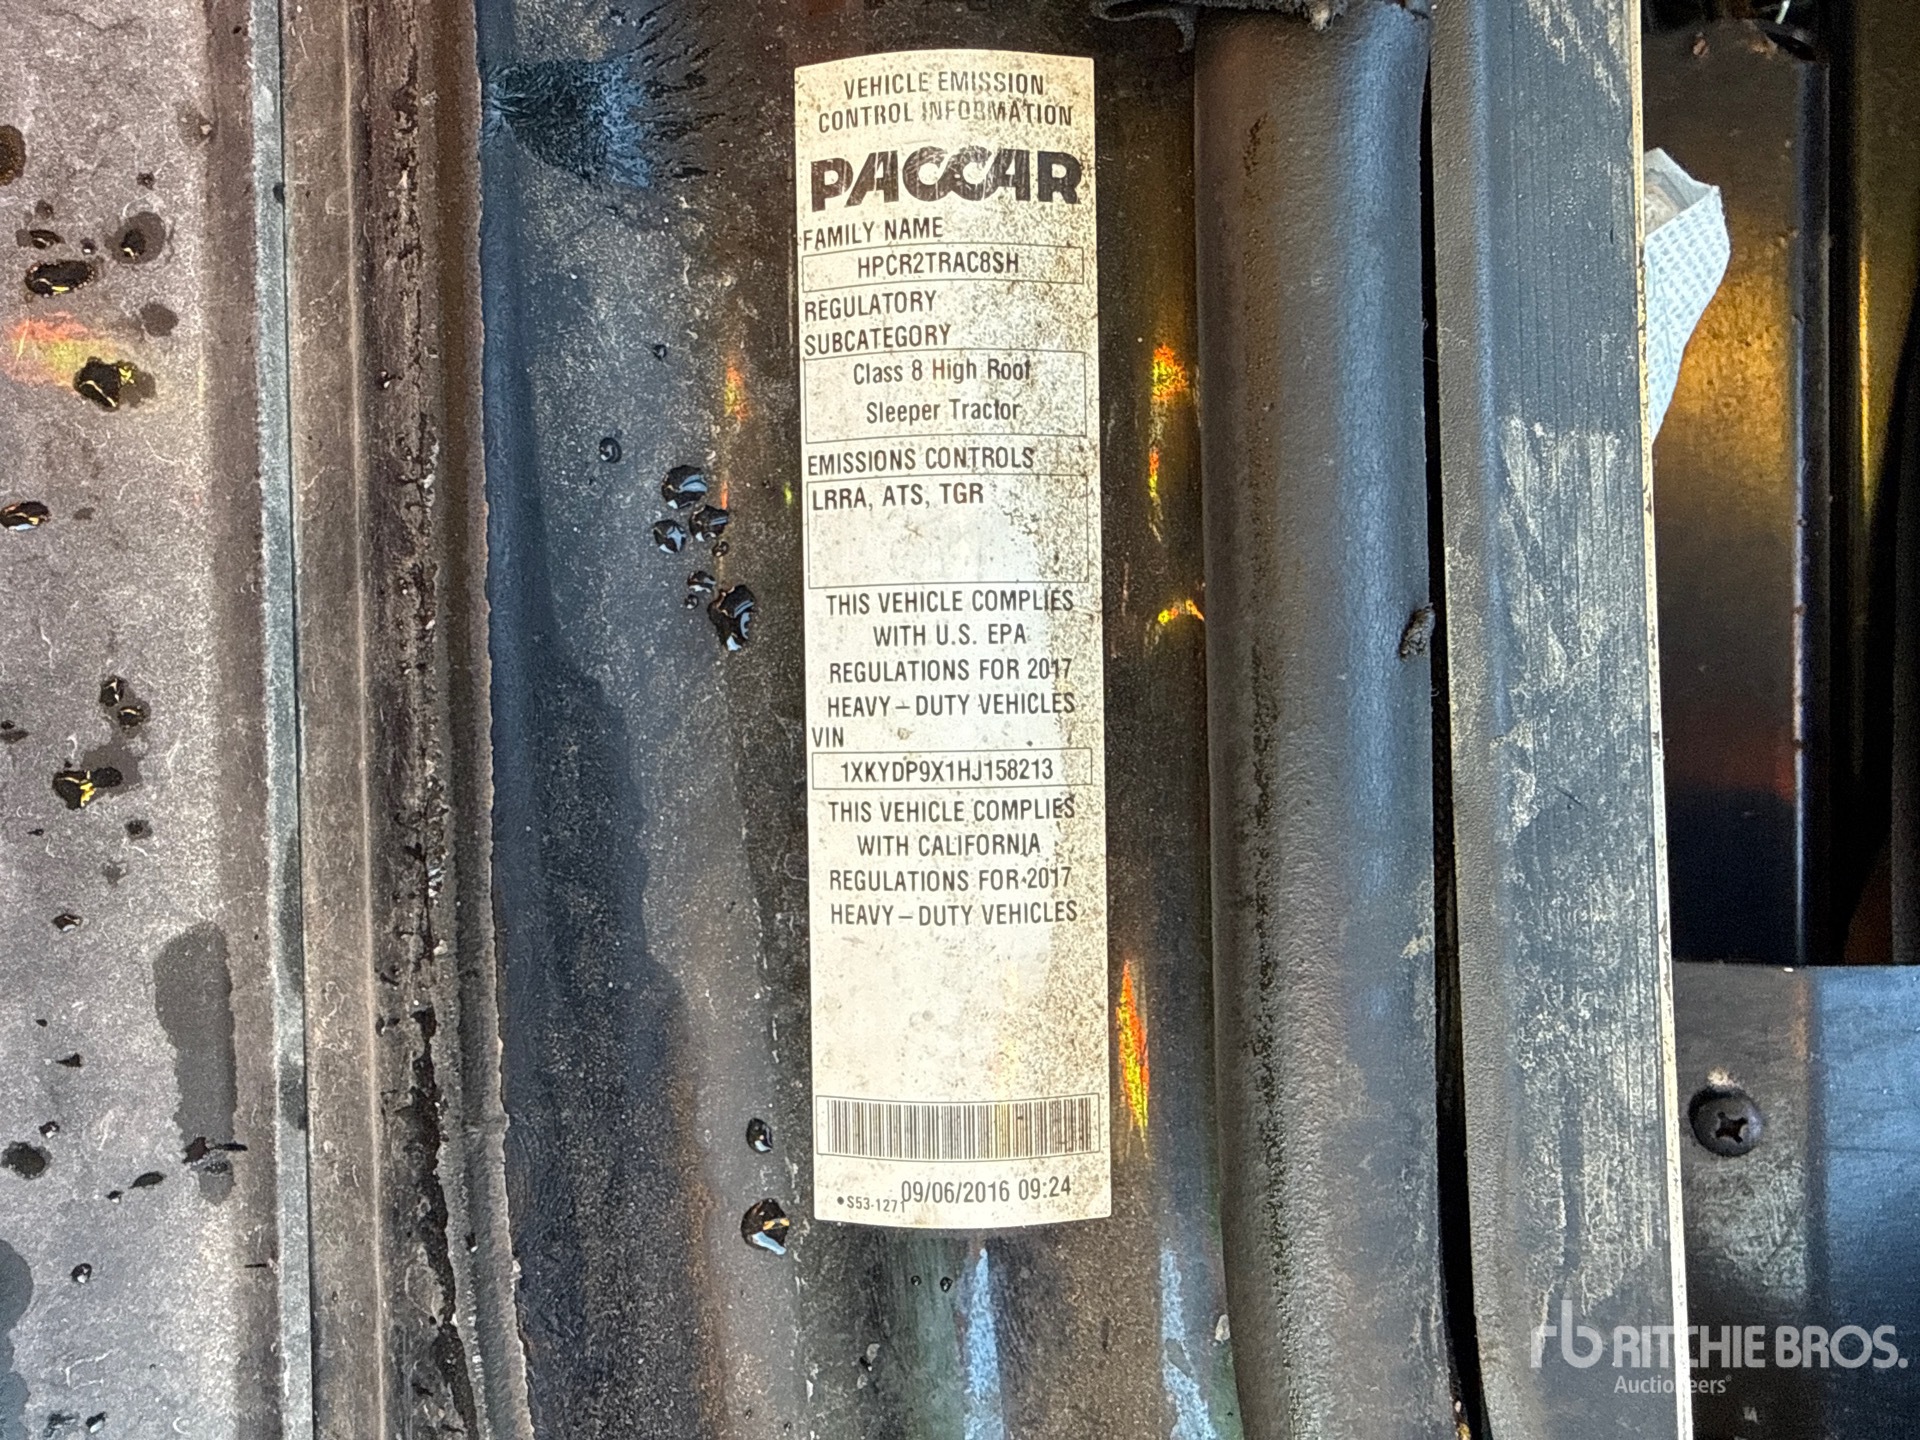 VEHICLE EMISSION
CONTROL INFORMATION
PACCAR
FAMILY NAME
HPCR2TRAC8SH
REGULATORY
SUBCATEGORY
Class 8 High Roof
Sleeper Tractor
EMISSIONS CONTROLS
LRRA, ATS, TGR
THIS VEHICLE COMPLIES
WITH U.S. EPA
REGULATIONS FOR 2017
HEAVY – DUTY VEHICLES
VIN
1XKYDP9X1HJ158213
THIS VEHICLE COMPLIES
WITH CALIFORNIA
REGULATIONS FOR 2017
HEAVY – DUTY VEHICLES
•S53-1271 09/06/2016 09:24
rb RITCHIE BROS.
Auctioneers